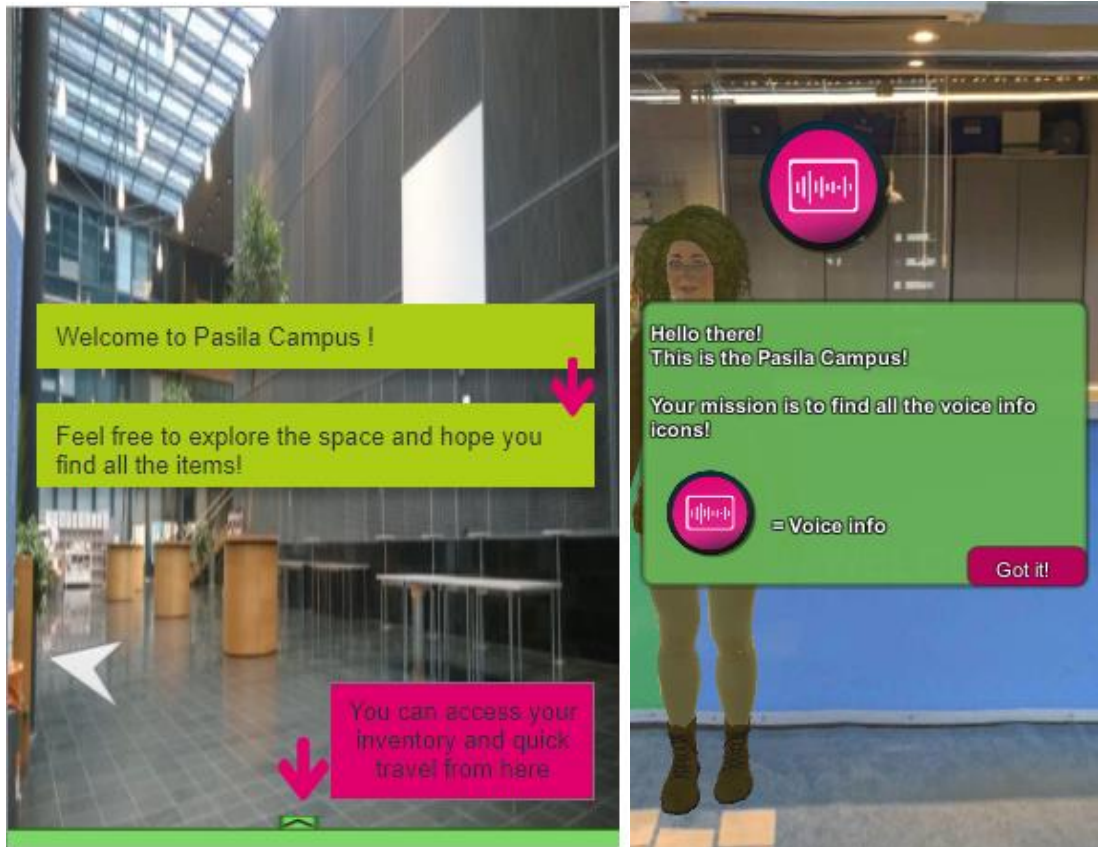 Welcome to Pasila Campus !
Feel free to explore the space and hope you
find all the items!
You can access your
inventory and quick
travel from here
Hello there!
This is the Pasila Campus!
Your mission is to find all the voice info
icons!
= Voice info
Got it!